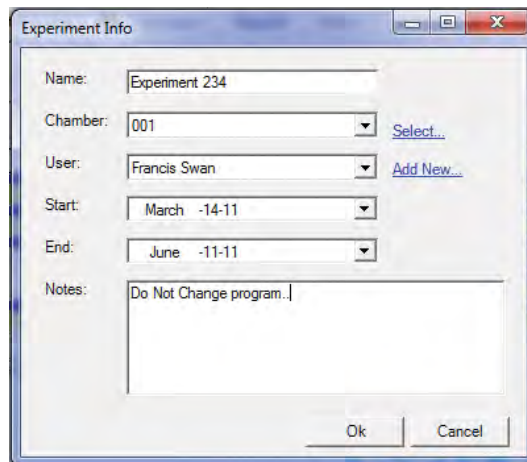 Experiment Info
Name: Experiment 234
Chamber: 001 Select...
User: Francis Swan Add New...
Start: March -14-11
End: June -11-11
Notes: Do Not Change program..
Ok Cancel